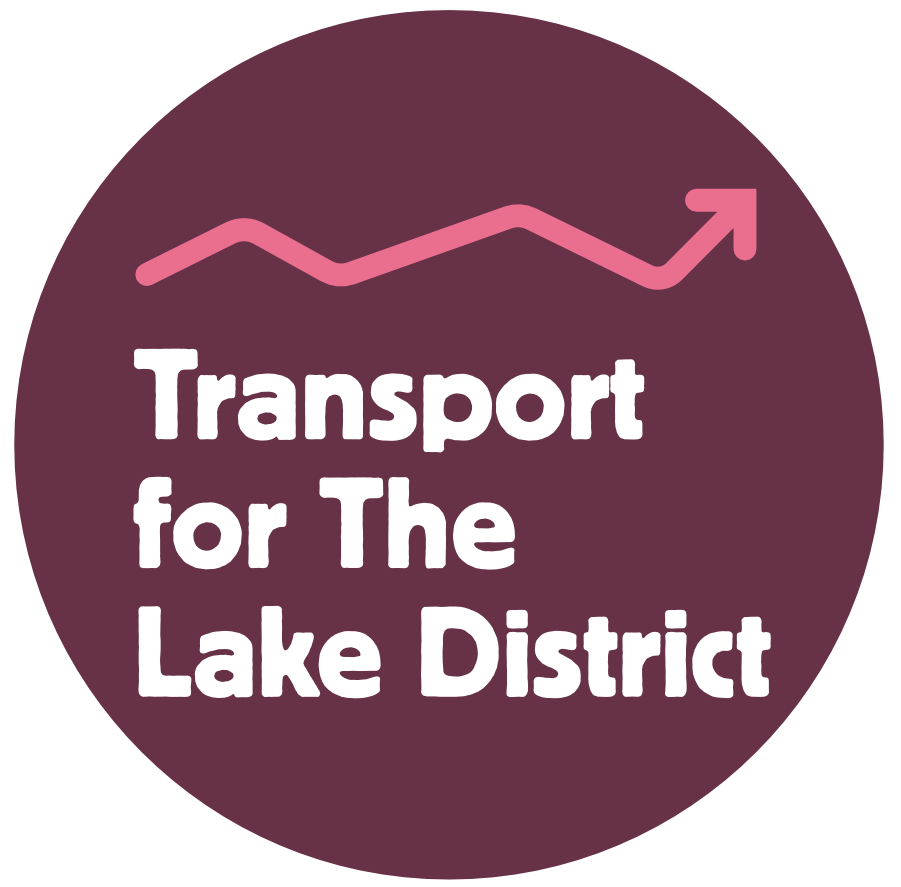 Transport
for The
Lake District